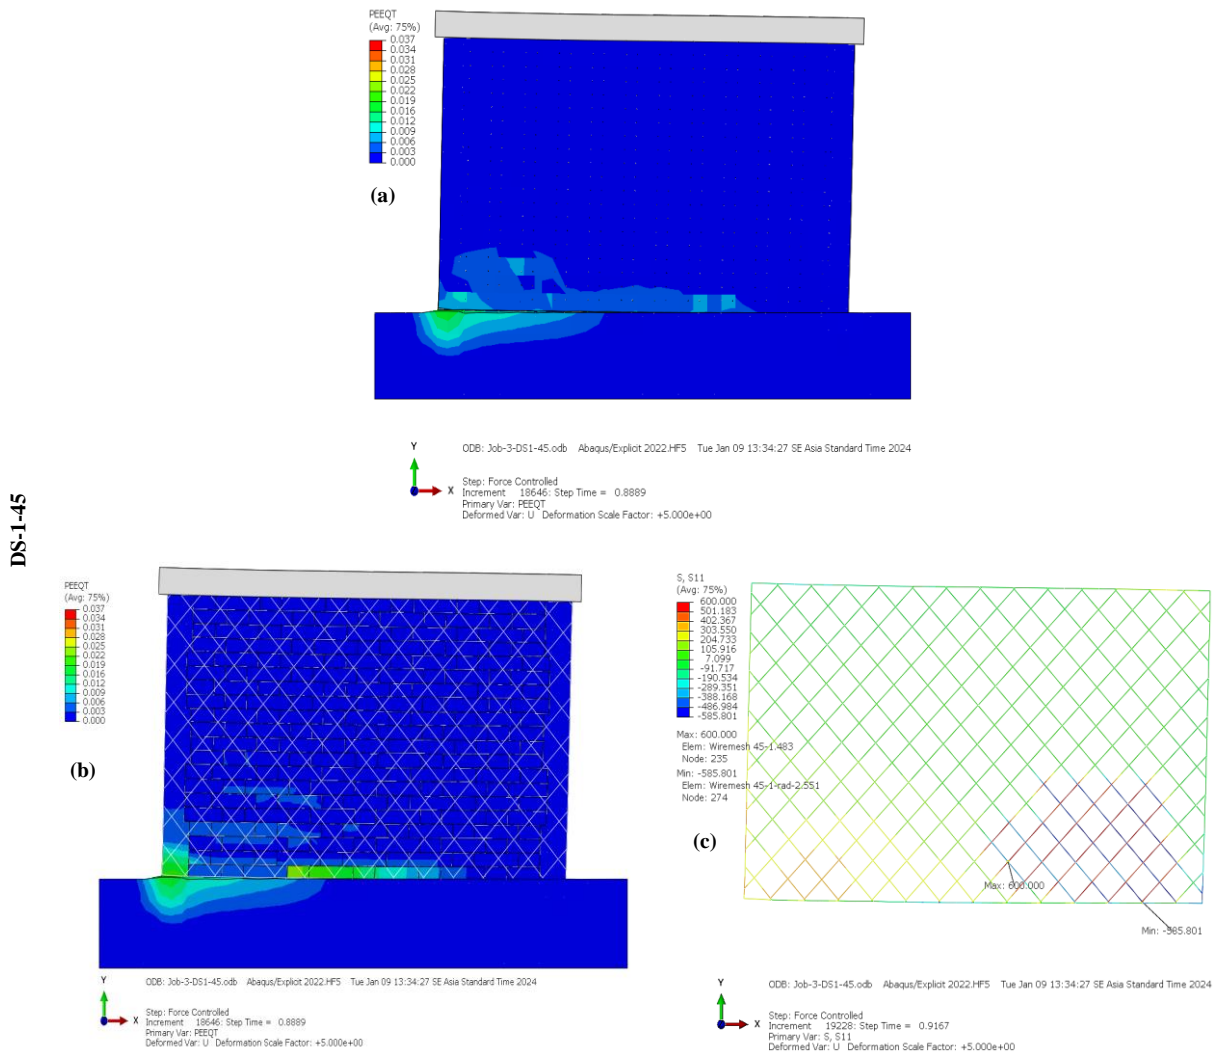 PEEQT
(Avg: 75%)
0.037
0.034
0.031
0.028
0.025
0.022
0.019
0.016
0.012
0.009
0.006
0.003
0.000
(a)
Y
X
ODB: Job-3-DS1-45.odb Abaqus/Explicit 2022.HF5 Tue Jan 09 13:34:27 SE Asia Standard Time 2024
Step: Force Controlled
Increment 18646: Step Time = 0.8889
Primary Var: PEEQT
Deformed Var: U Deformation Scale Factor: +5.000e+00
DS-1-45
PEEQT
(Avg: 75%)
0.037
0.034
0.031
0.028
0.025
0.022
0.019
0.016
0.012
0.009
0.006
0.003
0.000
(b)
Y
X
ODB: Job-3-DS1-45.odb Abaqus/Explicit 2022.HF5 Tue Jan 09 13:34:27 SE Asia Standard Time 2024
Step: Force Controlled
Increment 18646: Step Time = 0.8889
Primary Var: PEEQT
Deformed Var: U Deformation Scale Factor: +5.000e+00
S, S11
(Avg: 75%)
600.000
501.183
402.367
303.550
204.733
105.916
7.099
-91.717
-190.534
-289.351
-388.168
-486.984
-585.801
Max: 600.000
Elem: Wiremesh 45-1.483
Node: 235
Min: -585.801
Elem: Wiremesh 45-1-rad-2.551
Node: 274
(c)
Max: 600.000
Min: -585.801
Y
X
ODB: Job-3-DS1-45.odb Abaqus/Explicit 2022.HF5 Tue Jan 09 13:34:27 SE Asia Standard Time 2024
Step: Force Controlled
Increment 19228: Step Time = 0.9167
Primary Var: S, S11
Deformed Var: U Deformation Scale Factor: +5.000e+00